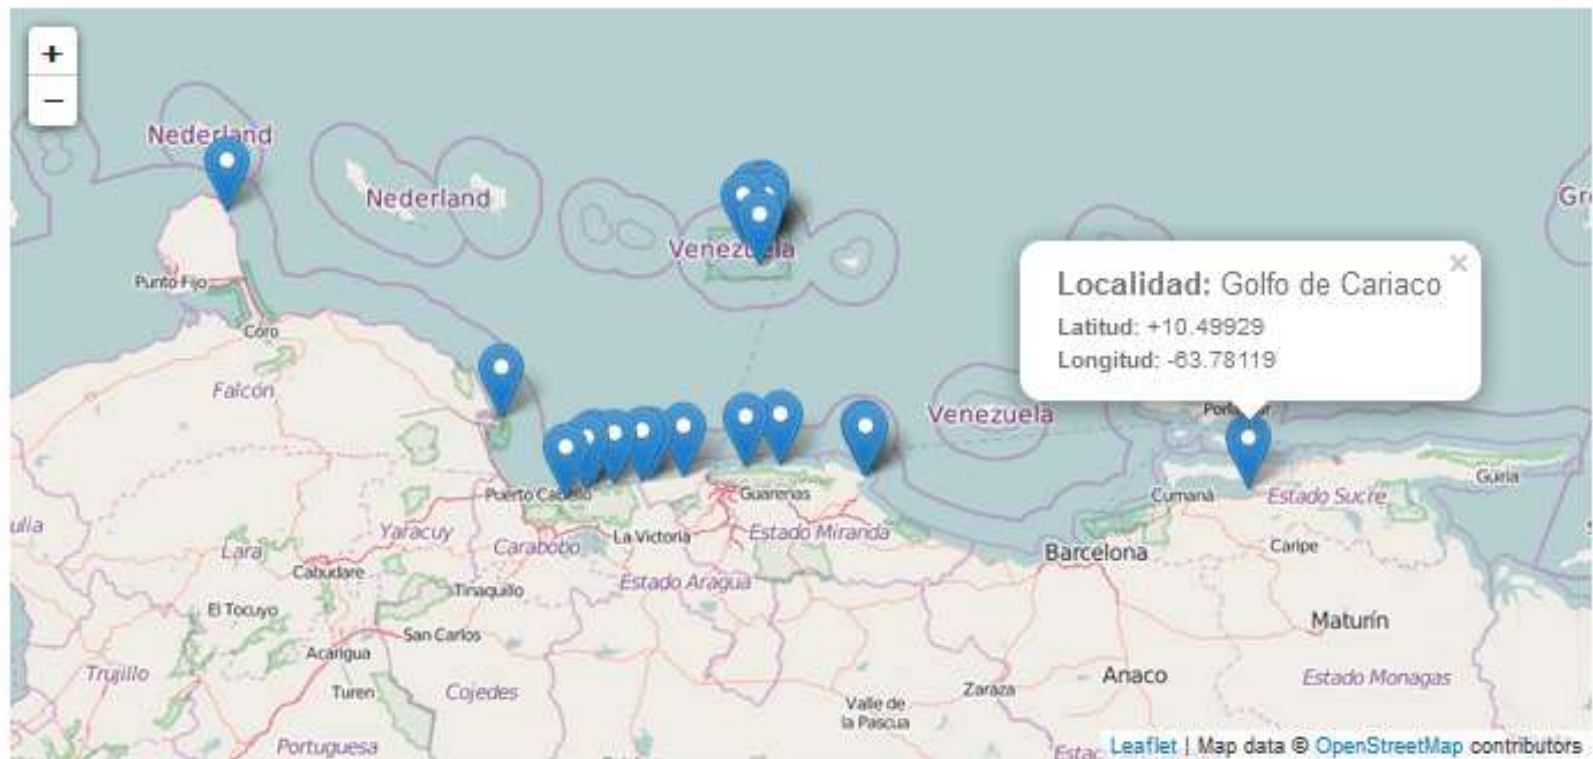 +
−
Nederland
Nederland
Venezuela
Gr
Localidad: Golfo de Cariaco ×
Latitud: +10.49929
Longitud: -63.78119
Punto Fijo
Coro
Falcón
Venezuela
Puerto Cabello
Guarenas
Cumaná
Estado Sucre
Güiria
ulia
Lara
Yaracuy
Carabobo
La Victoria
Estado Miranda
Barcelona
Caripe
Cabudare
Tinaquillo
Estado Aragua
El Tocuyo
San Carlos
Maturín
Acarigua
Trujillo
Turen
Cojedes
Valle de
la Pascua
Zaraza
Anaco
Estado Monagas
Portuguesa
Estac
Leaflet | Map data © OpenStreetMap contributors